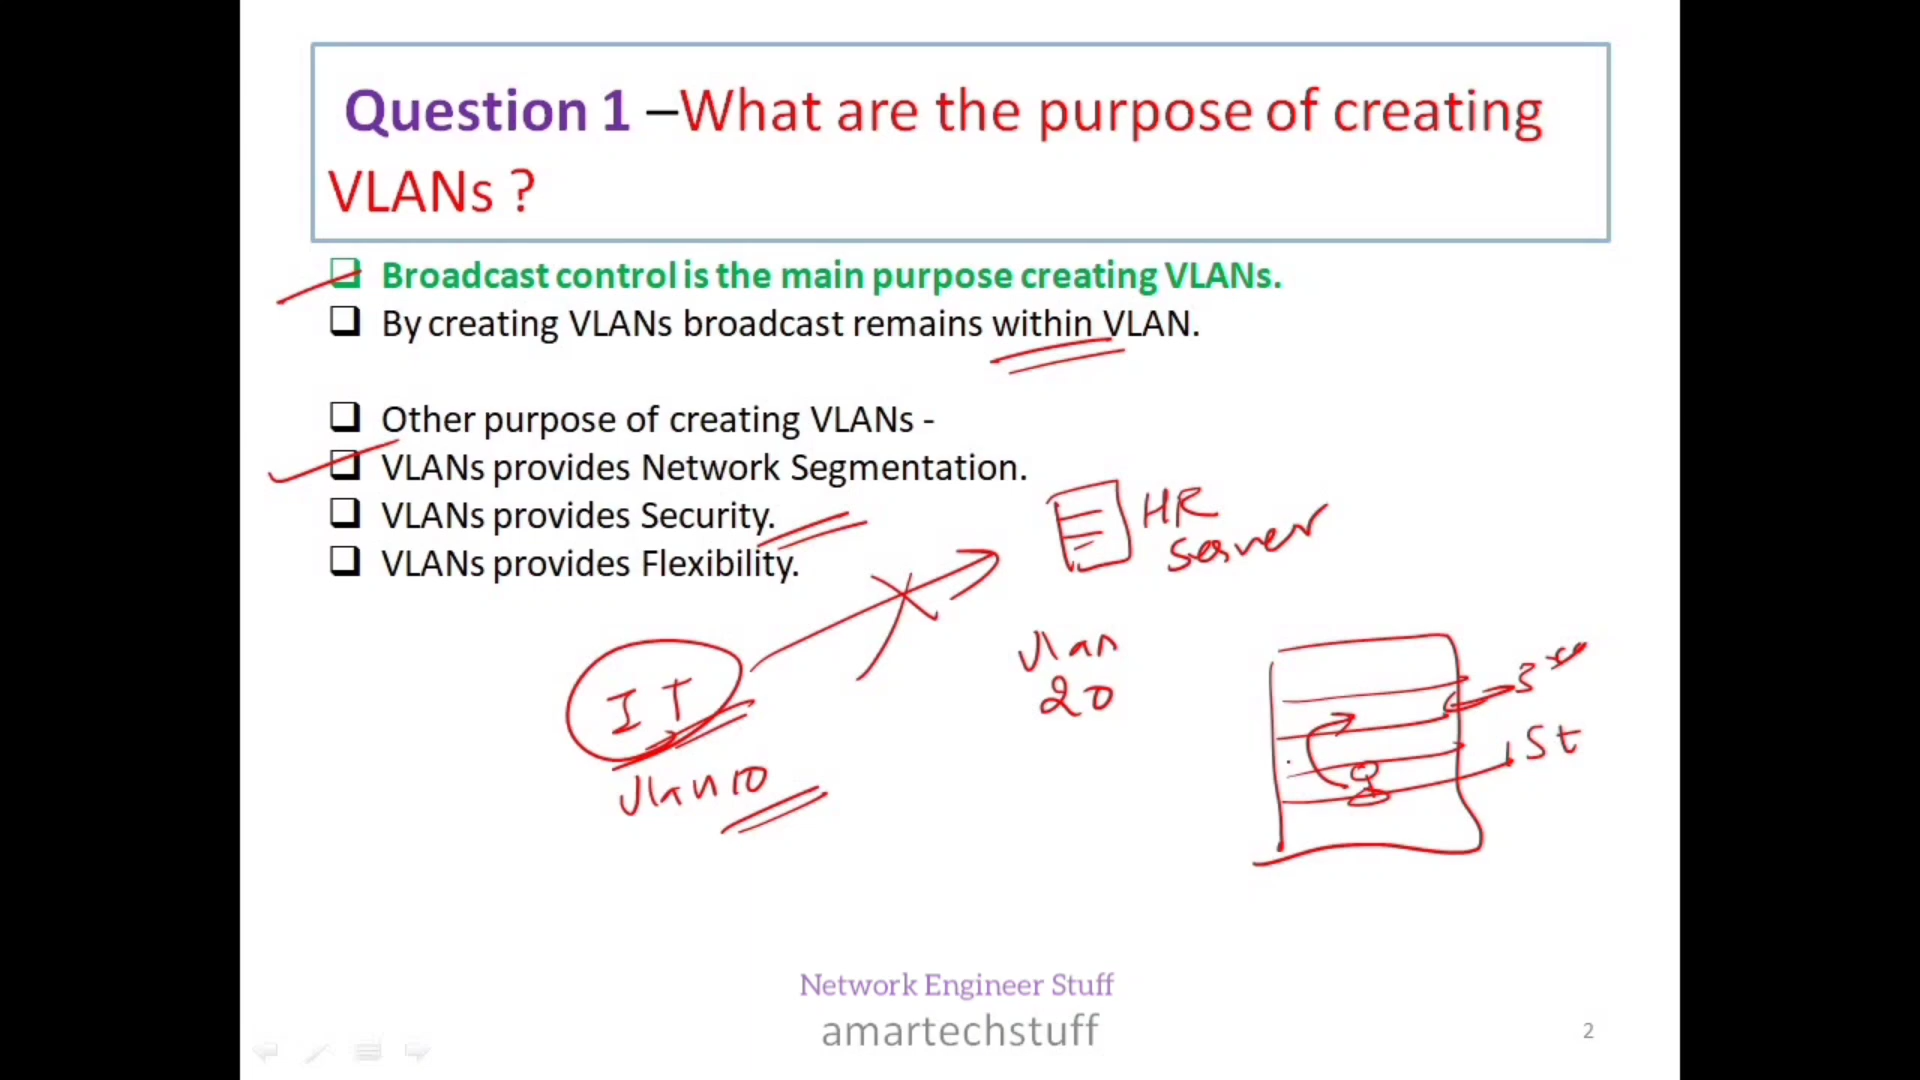 Question 1 –What are the purpose of creating
VLANs ?
Broadcast control is the main purpose creating VLANs.
By creating VLANs broadcast remains within VLAN.
Other purpose of creating VLANs -
VLANs provides Network Segmentation.
VLANs provides Security.
VLANs provides Flexibility.
HR
Server
IT
Vlan 10
Vlan
20
1st
Network Engineer Stuff
amartechstuff
2